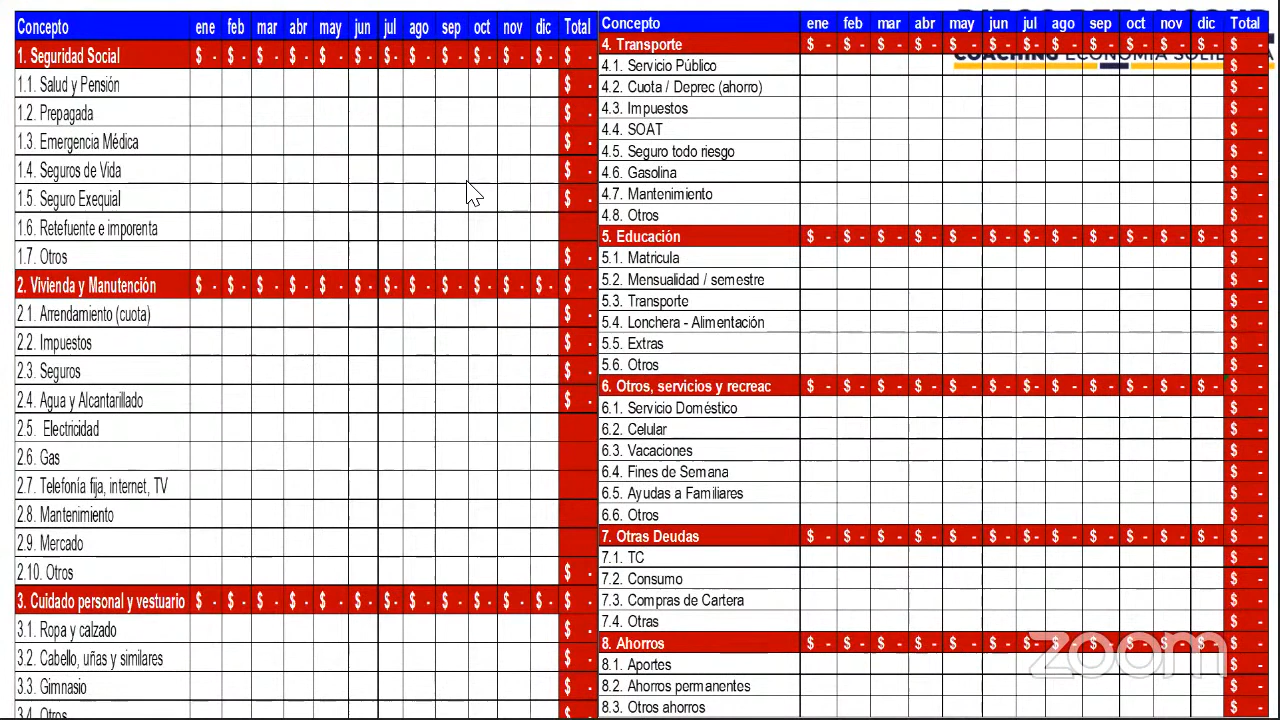 Concepto ene feb mar abr may jun jul ago sep oct nov dic Total
1. Seguridad Social $ - $ - $ - $ - $ - $ - $ - $ - $ - $ - $ - $ - $ -
1.1. Salud y Pensión $ -
1.2. Prepagada $ -
1.3. Emergencia Médica $ -
1.4. Seguros de Vida $ -
1.5. Seguro Exequial $ -
1.6. Retefuente e imporenta
1.7. Otros $ -
2. Vivienda y Manutención $ - $ - $ - $ - $ - $ - $ - $ - $ - $ - $ - $ - $ -
2.1. Arrendamiento (cuota) $ -
2.2. Impuestos $ -
2.3. Seguros $ -
2.4. Agua y Alcantarillado $ -
2.5. Electricidad
2.6. Gas
2.7. Telefonía fija, internet, TV
2.8. Mantenimiento
2.9. Mercado
2.10. Otros $ -
3. Cuidado personal y vestuario $ - $ - $ - $ - $ - $ - $ - $ - $ - $ - $ - $ - $ -
3.1. Ropa y calzado $ -
3.2. Cabello, uñas y similares $ -
3.3. Gimnasio $ -
3.4. Otros $ -
Concepto ene feb mar abr may jun jul ago sep oct nov dic Total
4. Transporte $ - $ - $ - $ - $ - $ - $ - $ - $ - $ - $ - $ - $ -
COACHING ECONOMÍA SOLIDARIA
4.1. Servicio Público $ -
4.2. Cuota / Deprec (ahorro) $ -
4.3. Impuestos $ -
4.4. SOAT $ -
4.5. Seguro todo riesgo $ -
4.6. Gasolina $ -
4.7. Mantenimiento $ -
4.8. Otros $ -
5. Educación $ - $ - $ - $ - $ - $ - $ - $ - $ - $ - $ - $ - $ -
5.1. Matricula $ -
5.2. Mensualidad / semestre $ -
5.3. Transporte $ -
5.4. Lonchera - Alimentación $ -
5.5. Extras $ -
5.6. Otros $ -
6. Otros, servicios y recreac $ - $ - $ - $ - $ - $ - $ - $ - $ - $ - $ - $ - $ -
6.1. Servicio Doméstico $ -
6.2. Celular $ -
6.3. Vacaciones $ -
6.4. Fines de Semana $ -
6.5. Ayudas a Familiares $ -
6.6. Otros $ -
7. Otras Deudas $ - $ - $ - $ - $ - $ - $ - $ - $ - $ - $ - $ - $ -
7.1. TC $ -
7.2. Consumo $ -
7.3. Compras de Cartera $ -
7.4. Otras $ -
8. Ahorros $ - $ - $ - $ - $ - $ - $ - $ - $ - $ - $ - $ - $ -
8.1. Aportes $ -
8.2. Ahorros permanentes $ -
8.3. Otros ahorros $ -
zoom